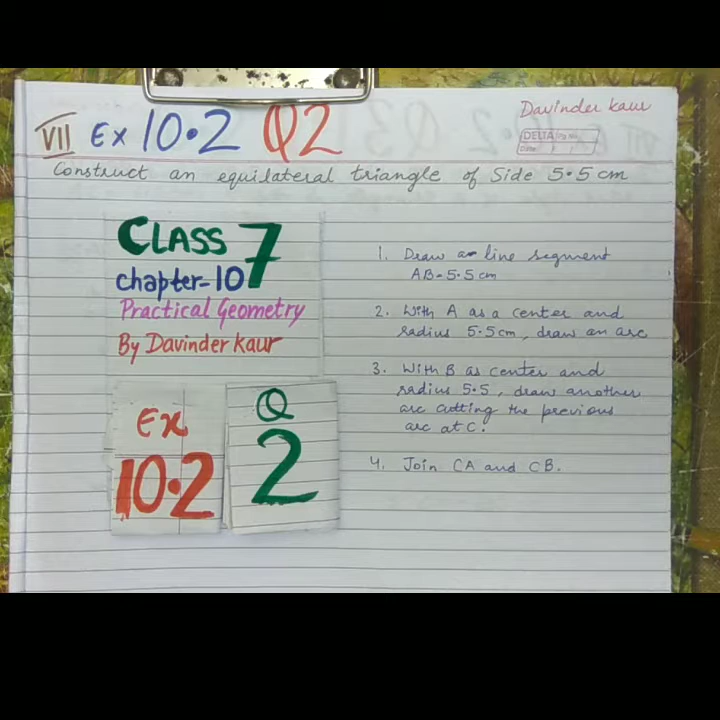 Davinder kaur
VII Ex 10.2 Q2
DELTA Pg No.
Date
Construct an equilateral triangle of Side 5.5 cm
CLASS 7
chapter-10
Practical Geometry
By Davinder Kaur
Ex
10.2
Q
2
1. Draw a line segment
AB = 5.5 cm
2. With A as a center and
radius 5.5 cm, draw an arc
3. With B as center and
radius 5.5, draw another
arc cutting the previous
arc at C.
4. Join CA and CB.